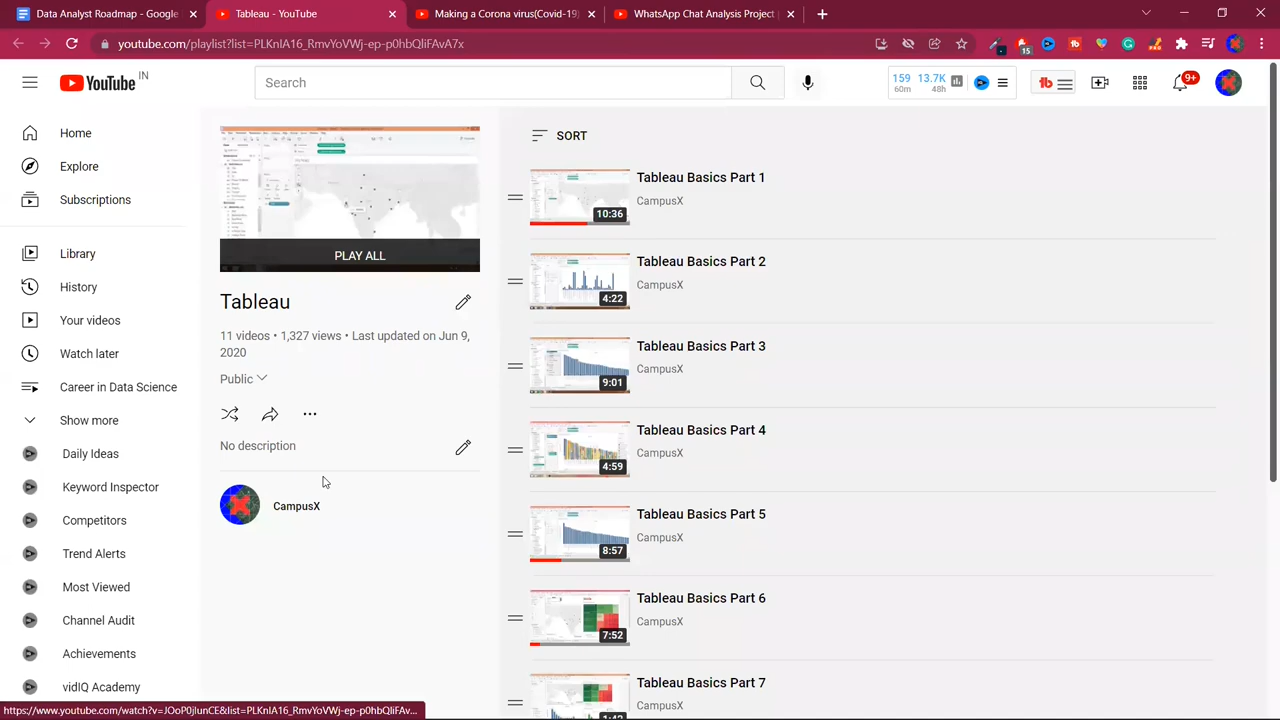 Data Analyst Roadmap - Google
Tableau - YouTube
Making a Corona virus(Covid-19)
WhatsApp Chat Analysis Project
youtube.com/playlist?list=PLKnIA16_RmvYoVWj-ep-p0hbQliFAvA7x
15
YouTube IN
Search
159 13.7K
60m 48h
9+
Home
Explore
Subscriptions
Library
History
Your videos
Watch later
Career in Data Science
Show more
Daily Ideas
Keyword Inspector
Competitors
Trend Alerts
Most Viewed
Channel Audit
Achievements
vidIQ Academy
PLAY ALL
Tableau
11 videos • 1,327 views • Last updated on Jun 9,
2020
Public
No description
CampusX
SORT
Tableau Basics Part 1
CampusX
10:36
Tableau Basics Part 2
CampusX
4:22
Tableau Basics Part 3
CampusX
9:01
Tableau Basics Part 4
CampusX
4:59
Tableau Basics Part 5
CampusX
8:57
Tableau Basics Part 6
CampusX
7:52
Tableau Basics Part 7
CampusX
https://www.youtube.com/watch?v=JOoP0jIunCE&list=PLKnIA16_RmvYoVWj-ep-p0hbQliFAv...